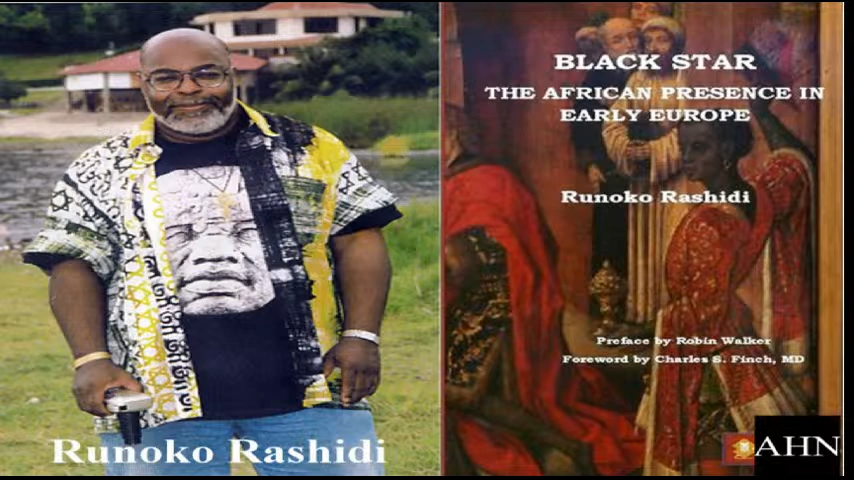 Runoko Rashidi
BLACK STAR
THE AFRICAN PRESENCE IN
EARLY EUROPE
Runoko Rashidi
Preface by Robin Walker
Foreword by Charles S. Finch, MD
AHN